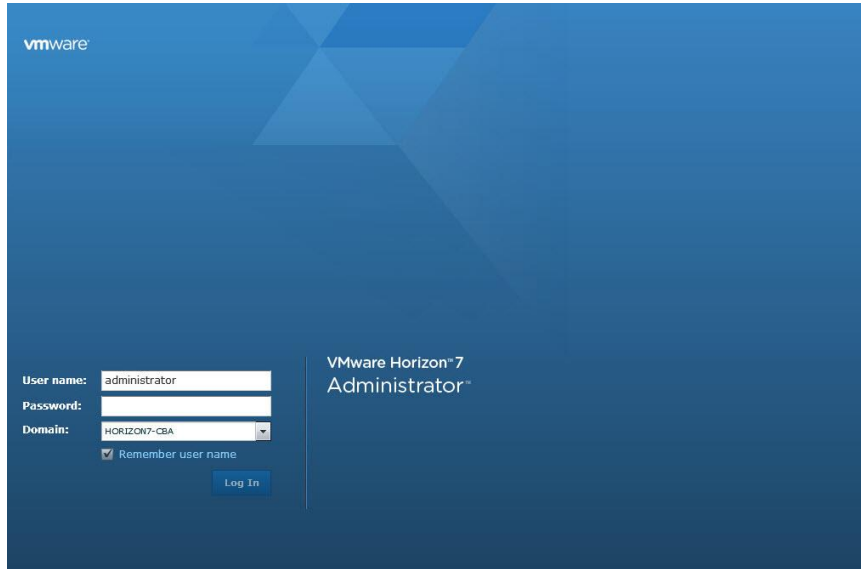 vmware®
User name: administrator
Password:
Domain: HORIZON7-CBA
Remember user name
Log In
VMware Horizon™ 7
Administrator™